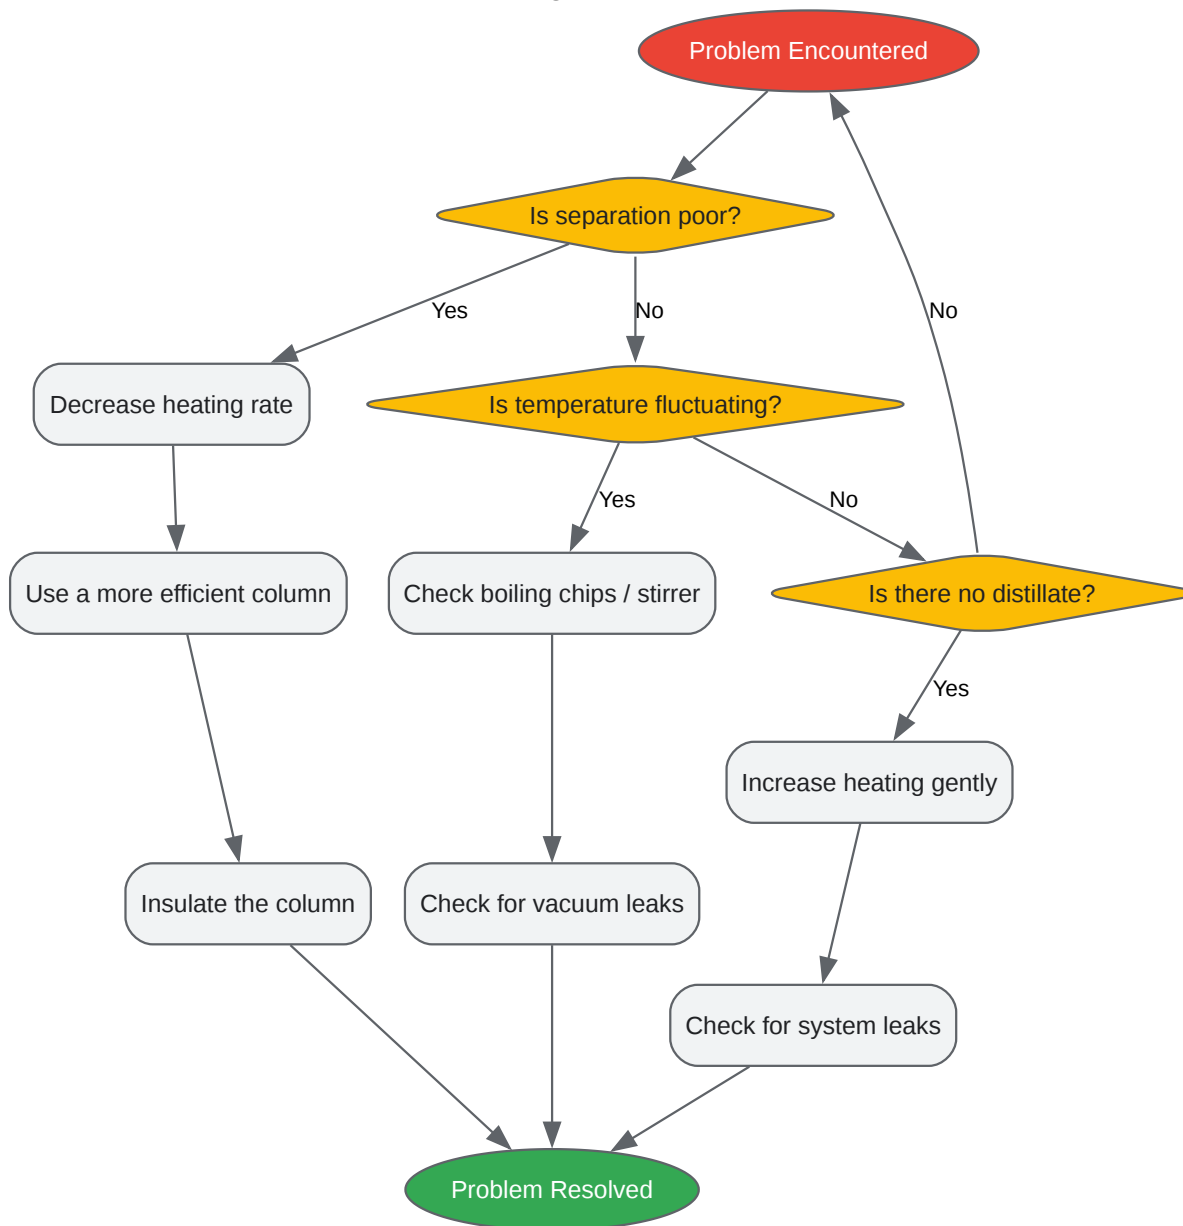 Problem Encountered
Is separation poor?
Yes
No
No
Decrease heating rate
Is temperature fluctuating?
Yes
No
Use a more efficient column
Check boiling chips / stirrer
Is there no distillate?
Yes
Increase heating gently
Insulate the column
Check for vacuum leaks
Check for system leaks
Problem Resolved